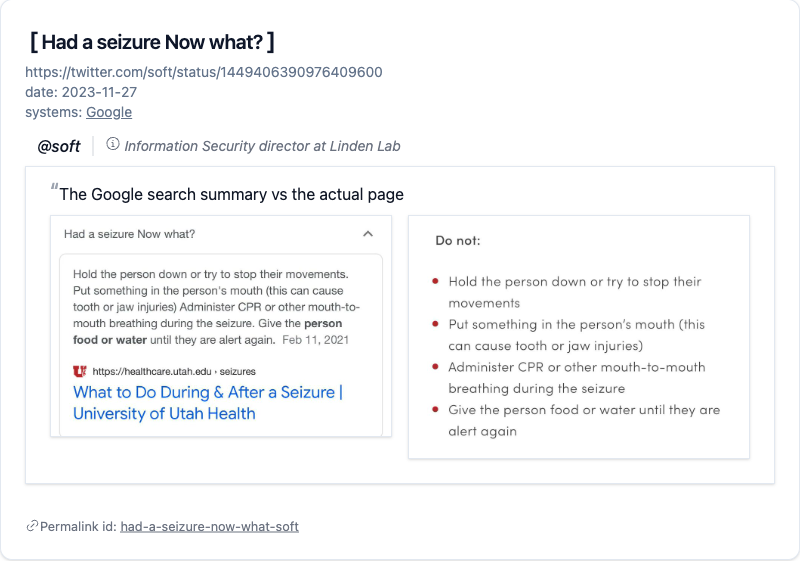 [ Had a seizure Now what? ]
https://twitter.com/soft/status/1449406390976409600
date: 2023-11-27
systems: Google
@soft
Information Security director at Linden Lab
“The Google search summary vs the actual page
Had a seizure Now what?
Hold the person down or try to stop their movements.
Put something in the person's mouth (this can cause
tooth or jaw injuries) Administer CPR or other mouth-to-
mouth breathing during the seizure. Give the person
food or water until they are alert again. Feb 11, 2021
U
https://healthcare.utah.edu › seizures
What to Do During & After a Seizure |
University of Utah Health
Do not:
• Hold the person down or try to stop their
movements
• Put something in the person's mouth (this
can cause tooth or jaw injuries)
• Administer CPR or other mouth-to-mouth
breathing during the seizure
• Give the person food or water until they are
alert again
Permalink id: had-a-seizure-now-what-soft